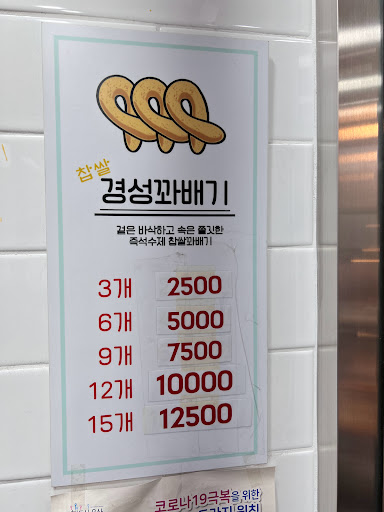 찹쌀
경성꽈배기
겉은 바삭하고 속은 쫄깃한
즉석수제 찹쌀꽈배기
3개 2500
6개 5000
9개 7500
12개 10000
15개 12500
코로나19극복을 위한